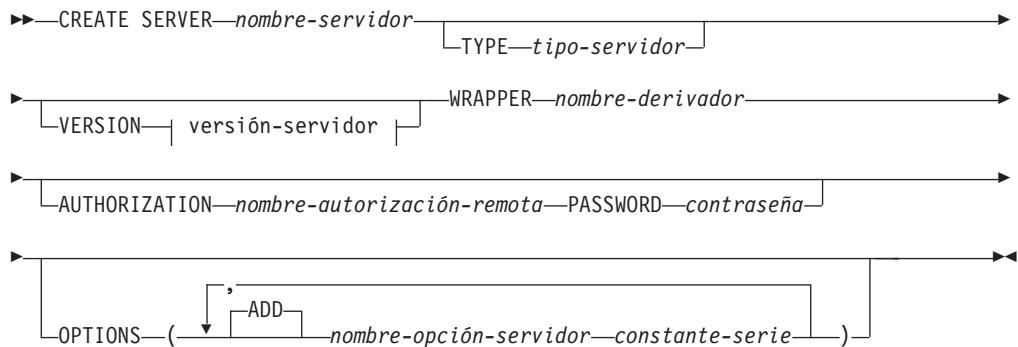 CREATE SERVER nombre-servidor
TYPE tipo-servidor
WRAPPER nombre-derivador
VERSION versión-servidor
AUTHORIZATION nombre-autorización-remota PASSWORD contraseña
,
ADD
OPTIONS ( nombre-opción-servidor constante-serie )